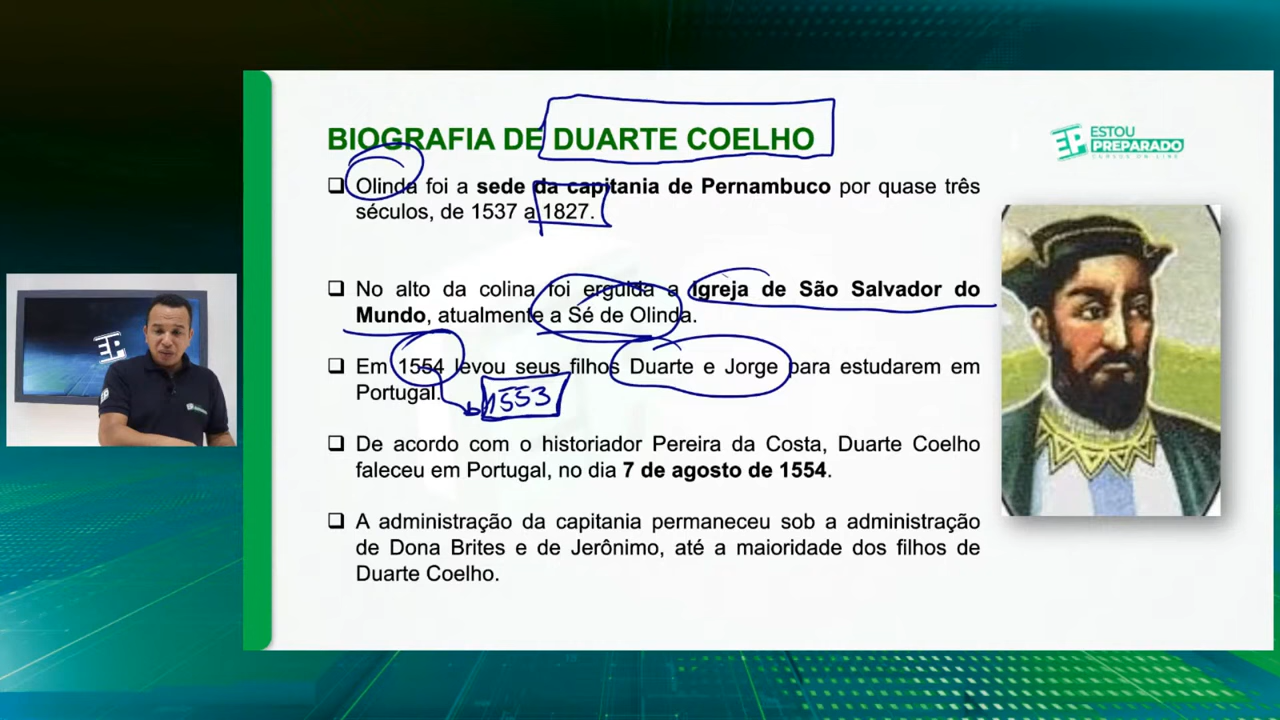 BIOGRAFIA DE DUARTE COELHO
ESTOU
PREPARADO
CURSOS ON LINE
❑ Olinda foi a sede da capitania de Pernambuco por quase três
séculos, de 1537 a 1827.
❑ No alto da colina foi erguida a Igreja de São Salvador do
Mundo, atualmente a Sé de Olinda.
❑ Em 1554 levou seus filhos Duarte e Jorge para estudarem em
Portugal.
1553
❑ De acordo com o historiador Pereira da Costa, Duarte Coelho
faleceu em Portugal, no dia 7 de agosto de 1554.
❑ A administração da capitania permaneceu sob a administração
de Dona Brites e de Jerônimo, até a maioridade dos filhos de
Duarte Coelho.